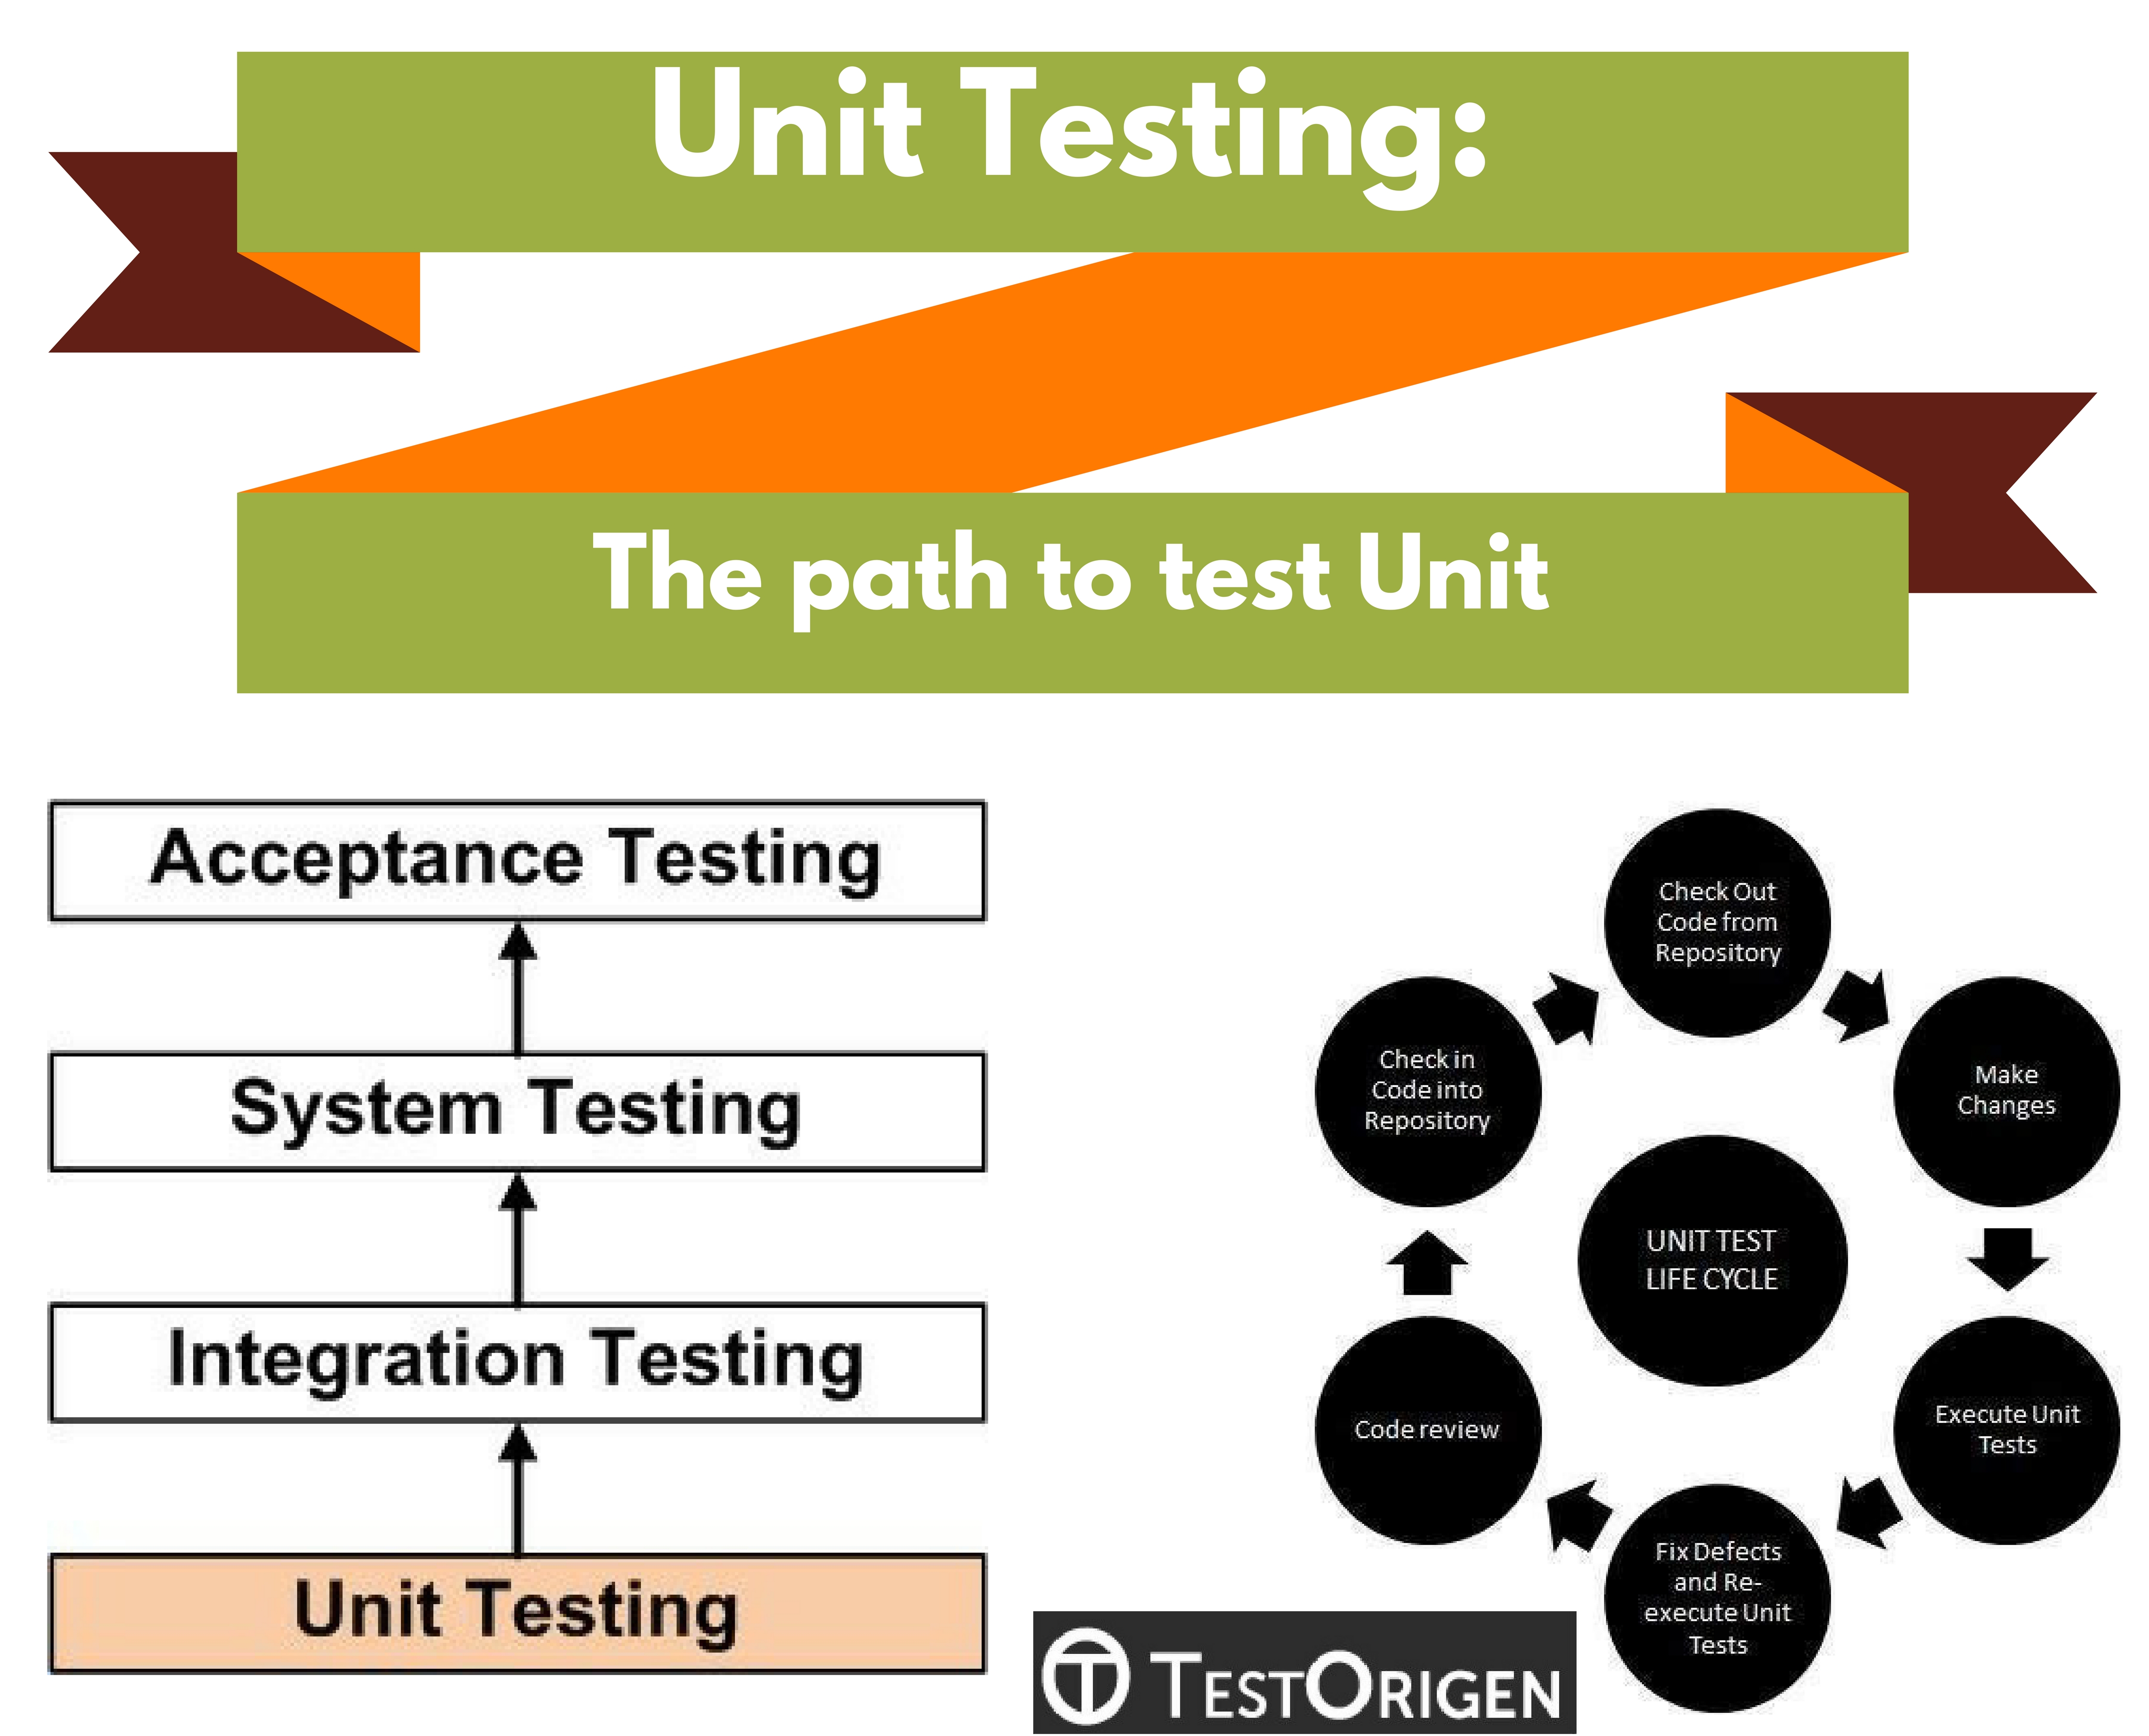 Unit Testing:
The path to test Unit
Acceptance Testing
System Testing
Integration Testing
Unit Testing
Check Out
Code from
Repository
Make
Changes
Execute Unit
Tests
Fix Defects
and Re-
execute Unit
Tests
Code review
Check in
Code into
Repository
UNIT TEST
LIFE CYCLE
TESTORIGEN